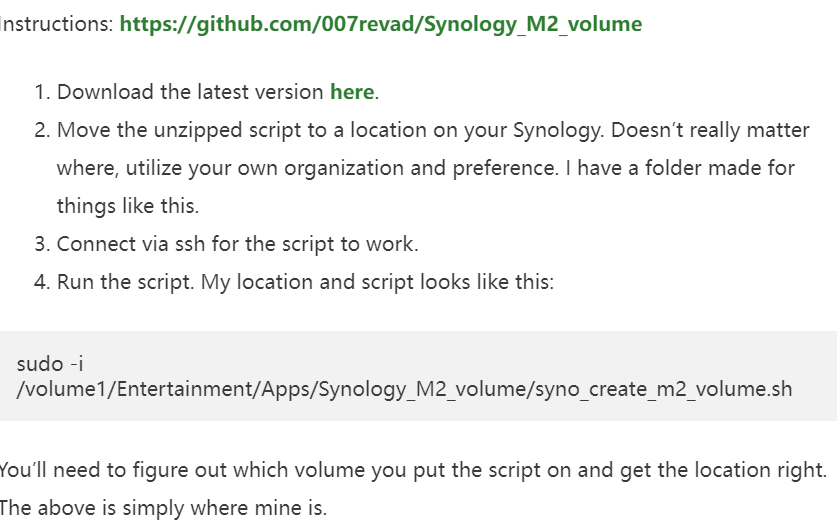 Instructions: https://github.com/007revad/Synology_M2_volume
1. Download the latest version here.
2. Move the unzipped script to a location on your Synology. Doesn't really matter
where, utilize your own organization and preference. I have a folder made for
things like this.
3. Connect via ssh for the script to work.
4. Run the script. My location and script looks like this:
sudo -i
/volume1/Entertainment/Apps/Synology_M2_volume/syno_create_m2_volume.sh
You'll need to figure out which volume you put the script on and get the location right.
The above is simply where mine is.